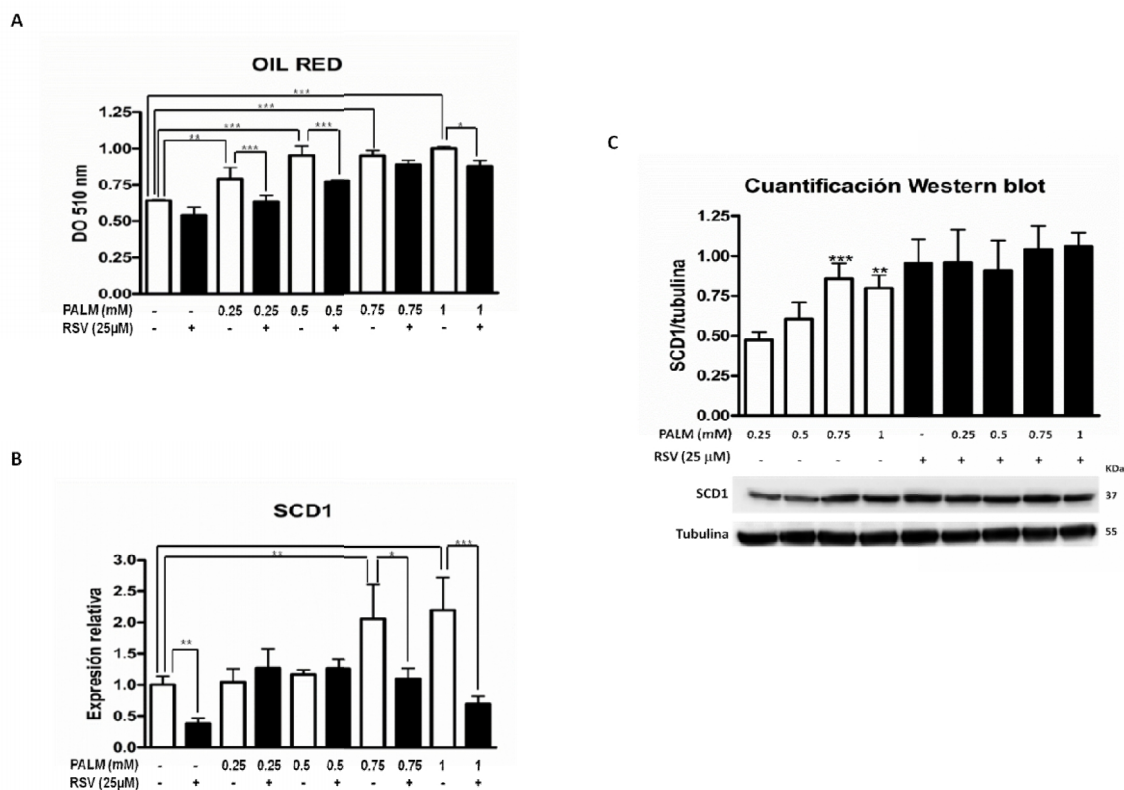 A
OIL RED
***
***
***
***
**
***
*
DO 510 nm
1.25
1.00
0.75
0.50
0.25
0.00
PALM (mM) - - 0.25 0.25 0.5 0.5 0.75 0.75 1 1
RSV (25µM) - + - + - + - + - +
B
SCD1
**
*
***
**
Expresión relativa
3.0
2.5
2.0
1.5
1.0
0.5
0.0
PALM (mM) - - 0.25 0.25 0.5 0.5 0.75 0.75 1 1
RSV (25µM) - + - + - + - + - +
C
Cuantificación Western blot
*** **
SCD1/tubulina
1.25
1.00
0.75
0.50
0.25
0.00
PALM (mM) 0.25 0.5 0.75 1 - 0.25 0.5 0.75 1
RSV (25 µM) - - - - + + + + +
KDa
SCD1 37
Tubulina 55